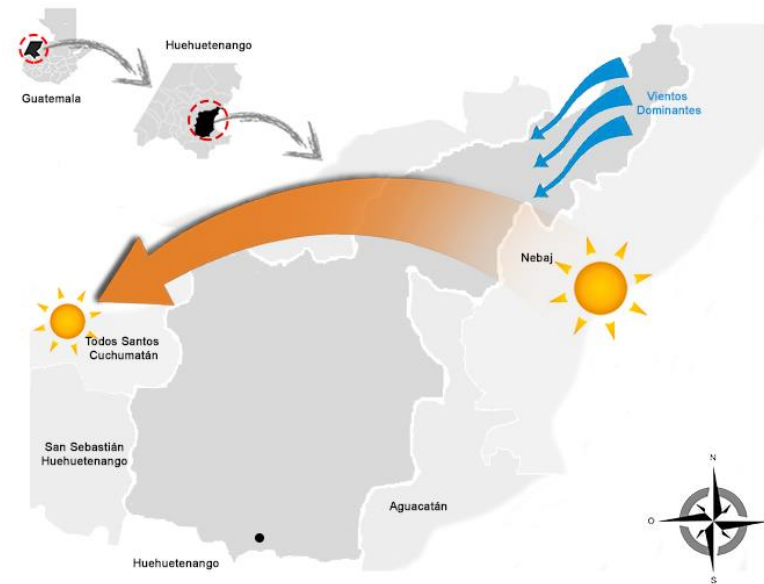 Huehuetenango
Guatemala
Vientos
Dominantes
Nebaj
Todos Santos
Cuchumatán
San Sebastián
Huehuetenango
Aguacatán
Huehuetenango
N
O
E
S